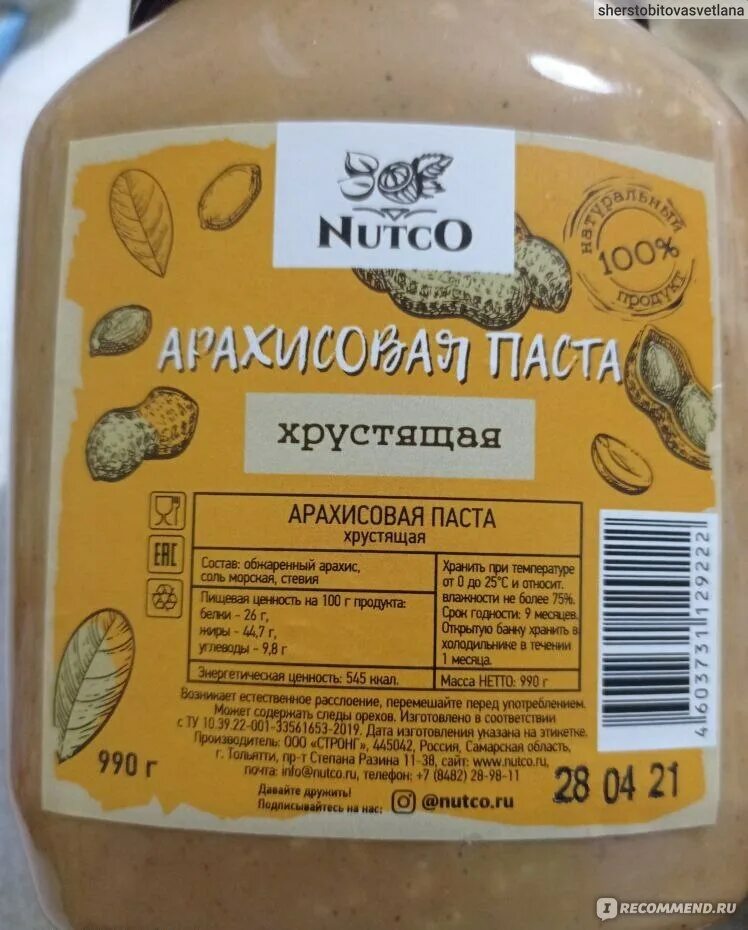 sherstobitovasvetlana
NUTCO
натуральный
100%
продукт
АРАХИСОВАЯ ПАСТА
хрустящая
АРАХИСОВАЯ ПАСТА
хрустящая
EAC
Состав: обжаренный арахис,
соль морская, стевия
Пищевая ценность на 100 г продукта:
белки - 26 г,
жиры - 44,7 г,
углеводы - 9,8 г
Энергетическая ценность: 545 ккал.
Хранить при температуре
от 0 до 25°С и относит.
влажности не более 75%.
Срок годности: 9 месяцев.
Открытую банку хранить в
холодильнике в течении
1 месяца.
Масса НЕТТО: 990 г
Возникает естественное расслоение, перемешайте перед употреблением.
Может содержать следы орехов. Изготовлено в соответствии
с ТУ 10.39.22-001-33561653-2019. Дата изготовления указана на этикетке.
Производитель: ООО «СТРОНГ», 445042, Россия, Самарская область,
г. Тольятти, пр-т Степана Разина 11-38, сайт: www.nutco.ru,
почта: info@nutco.ru, телефон: +7 (8482) 28-98-11
990 г
Давайте дружить!
Подписывайтесь на нас:
@nutco.ru
28 04 21
4 603731 129222
IRECOMMEND.RU